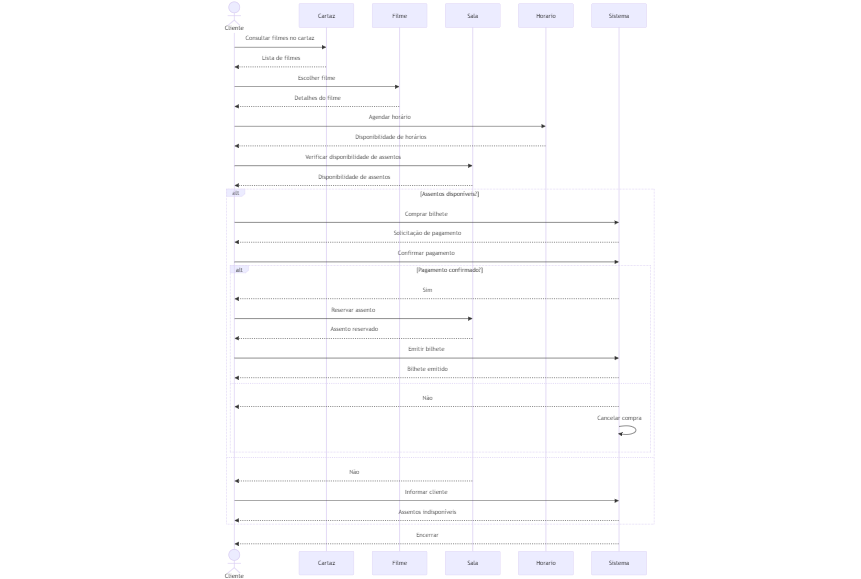 Cliente
Cartaz
Filme
Sala
Horario
Sistema
Consultar filmes no cartaz
Lista de filmes
Escolher filme
Detalhes do filme
Agendar horário
Disponibilidade de horários
Verificar disponibilidade de assentos
Disponibilidade de assentos
alt
[Assentos disponíveis?]
Comprar bilhete
Solicitação de pagamento
Confirmar pagamento
alt
[Pagamento confirmado?]
Sim
Reservar assento
Assento reservado
Emitir bilhete
Bilhete emitido
Não
Cancelar compra
Não
Informar cliente
Assentos indisponíveis
Encerrar
Cliente
Cartaz
Filme
Sala
Horario
Sistema